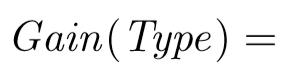 Gain( Type) =